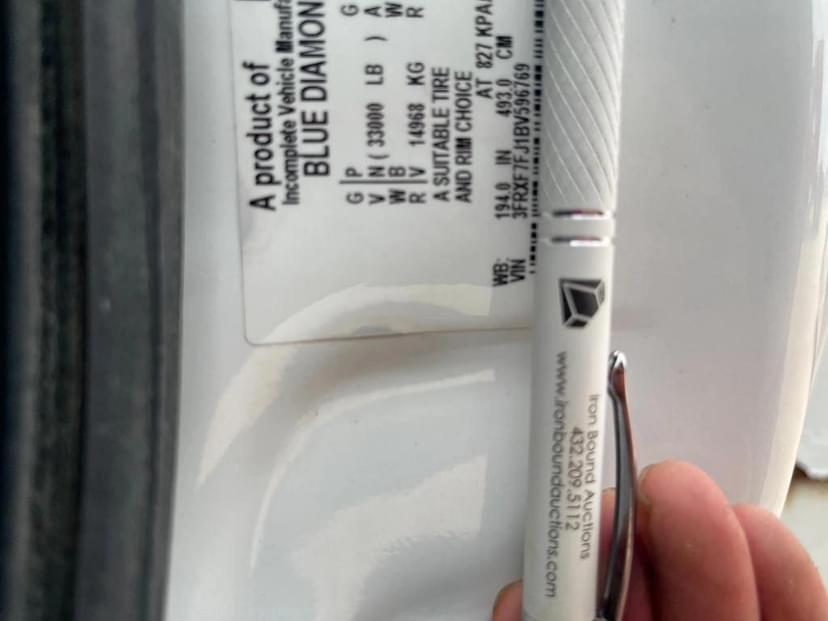 A product of
Incomplete Vehicle Manufa
BLUE DIAMON
G P G
V N ( 33000 LB ) A
W B W
R V 14968 KG R
A SUITABLE TIRE
AND RIM CHOICE
AT 827 KPA
WB: 194.0 IN 493.0 CM
VIN 3FRXF7FJ1BV596769
Iron Bound Auctions
432.209.5112
www.ironboundauctions.com